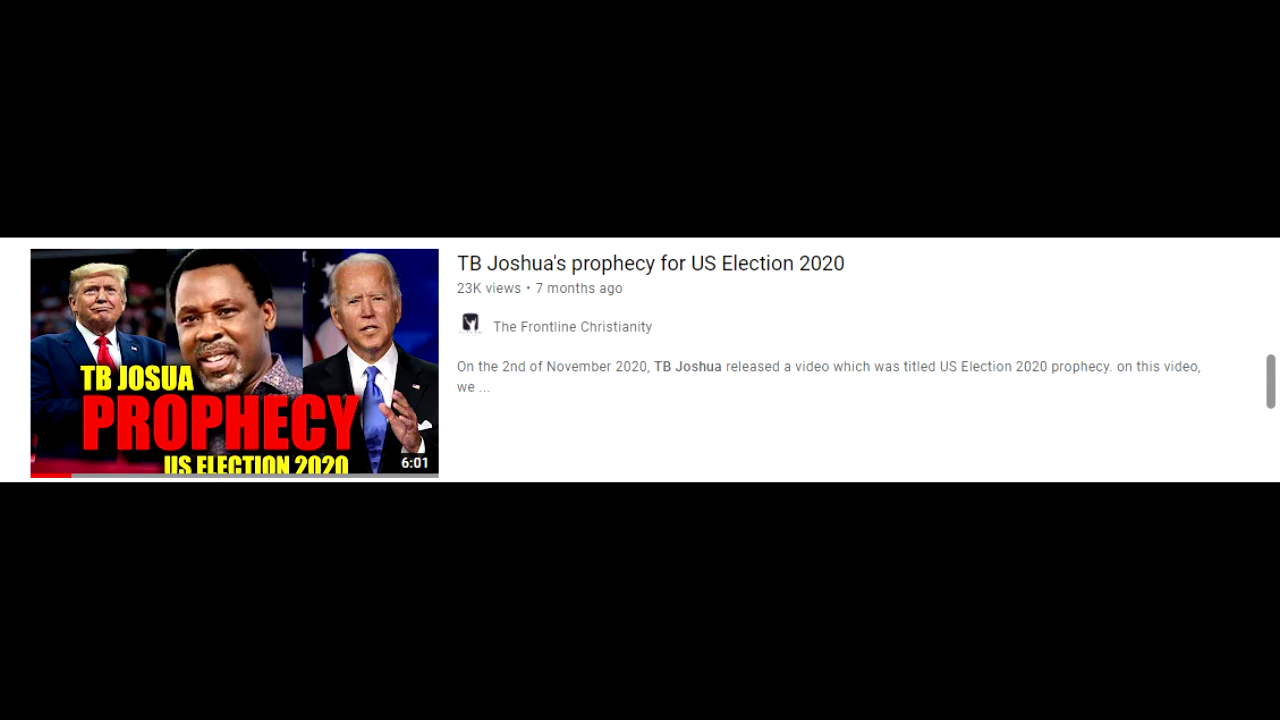 TB JOSUA
PROPHECY
US ELECTION 2020
6:01
TB Joshua's prophecy for US Election 2020
23K views • 7 months ago
The Frontline Christianity
On the 2nd of November 2020, TB Joshua released a video which was titled US Election 2020 prophecy. on this video,
we ...